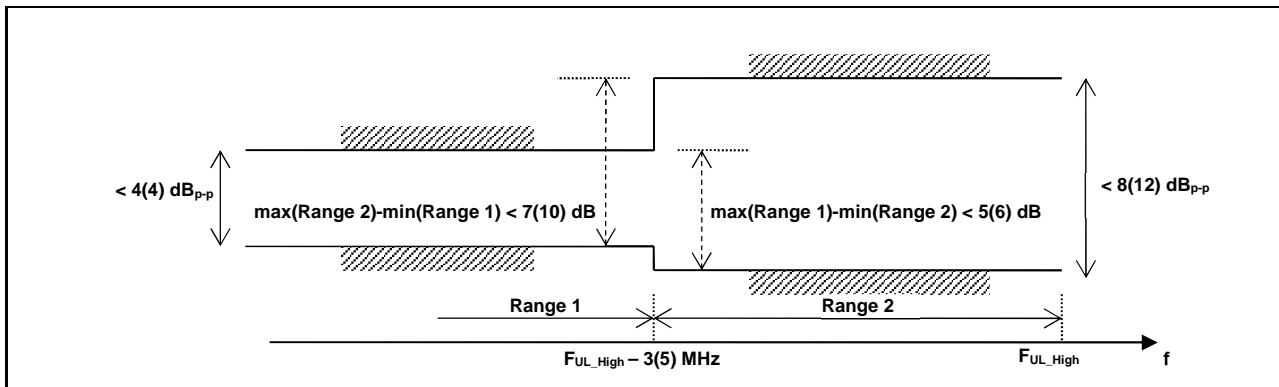 < 4(4) dBp-p
max(Range 2)-min(Range 1) < 7(10) dB
max(Range 1)-min(Range 2) < 5(6) dB
< 8(12) dBp-p
Range 1
Range 2
FUL_High – 3(5) MHz
FUL_High
f